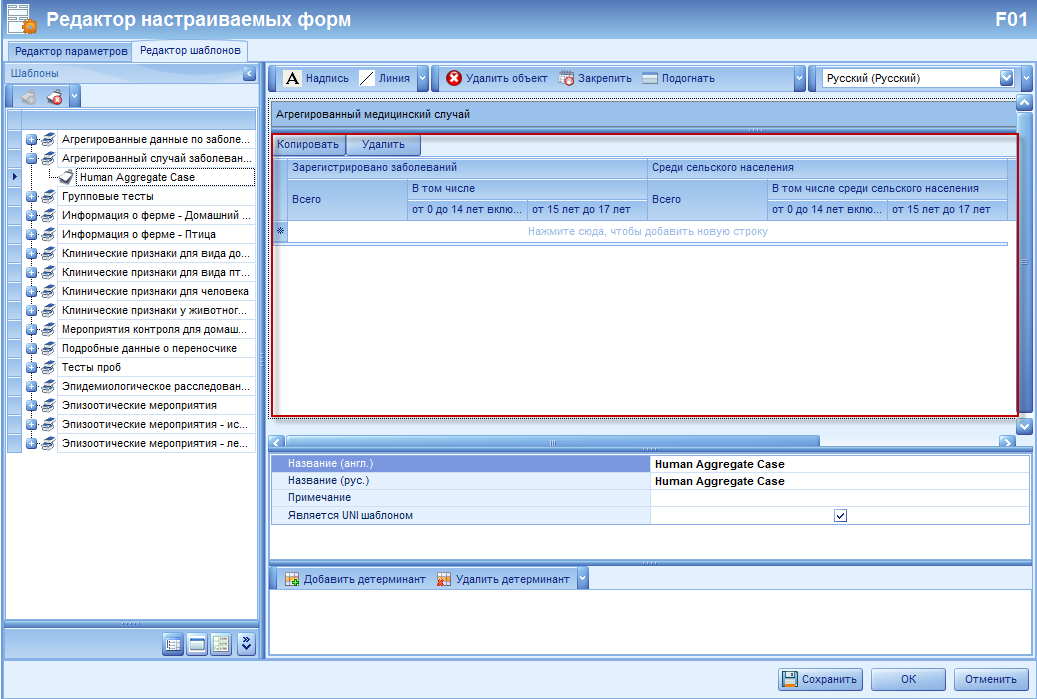 Редактор настраиваемых форм
F01
Редактор параметров
Редактор шаблонов
Шаблоны
Агрегированные данные по заболе...
Агрегированный случай заболеван...
Human Aggregate Case
Групповые тесты
Информация о ферме - Домашний ...
Информация о ферме - Птица
Клинические признаки для вида до...
Клинические признаки для вида пт...
Клинические признаки для человека
Клинические признаки у животног...
Мероприятия контроля для домаш...
Подробные данные о переносчике
Тесты проб
Эпидемиологическое расследован...
Эпизоотические мероприятия
Эпизоотические мероприятия - ис...
Эпизоотические мероприятия - ле...
A Надпись
Линия
Удалить объект
Закрепить
Подогнать
Русский (Русский)
Агрегированный медицинский случай
Копировать
Удалить
Зарегистрировано заболеваний
Среди сельского населения
Всего
В том числе
Всего
В том числе среди сельского населения
от 0 до 14 лет вклю...
от 15 лет до 17 лет
от 0 до 14 лет вклю...
от 15 лет до 17 лет
Нажмите сюда, чтобы добавить новую строку
Название (англ.)
Human Aggregate Case
Название (рус.)
Human Aggregate Case
Примечание
Является UNI шаблоном
Добавить детерминант
Удалить детерминант
Сохранить
ОК
Отменить